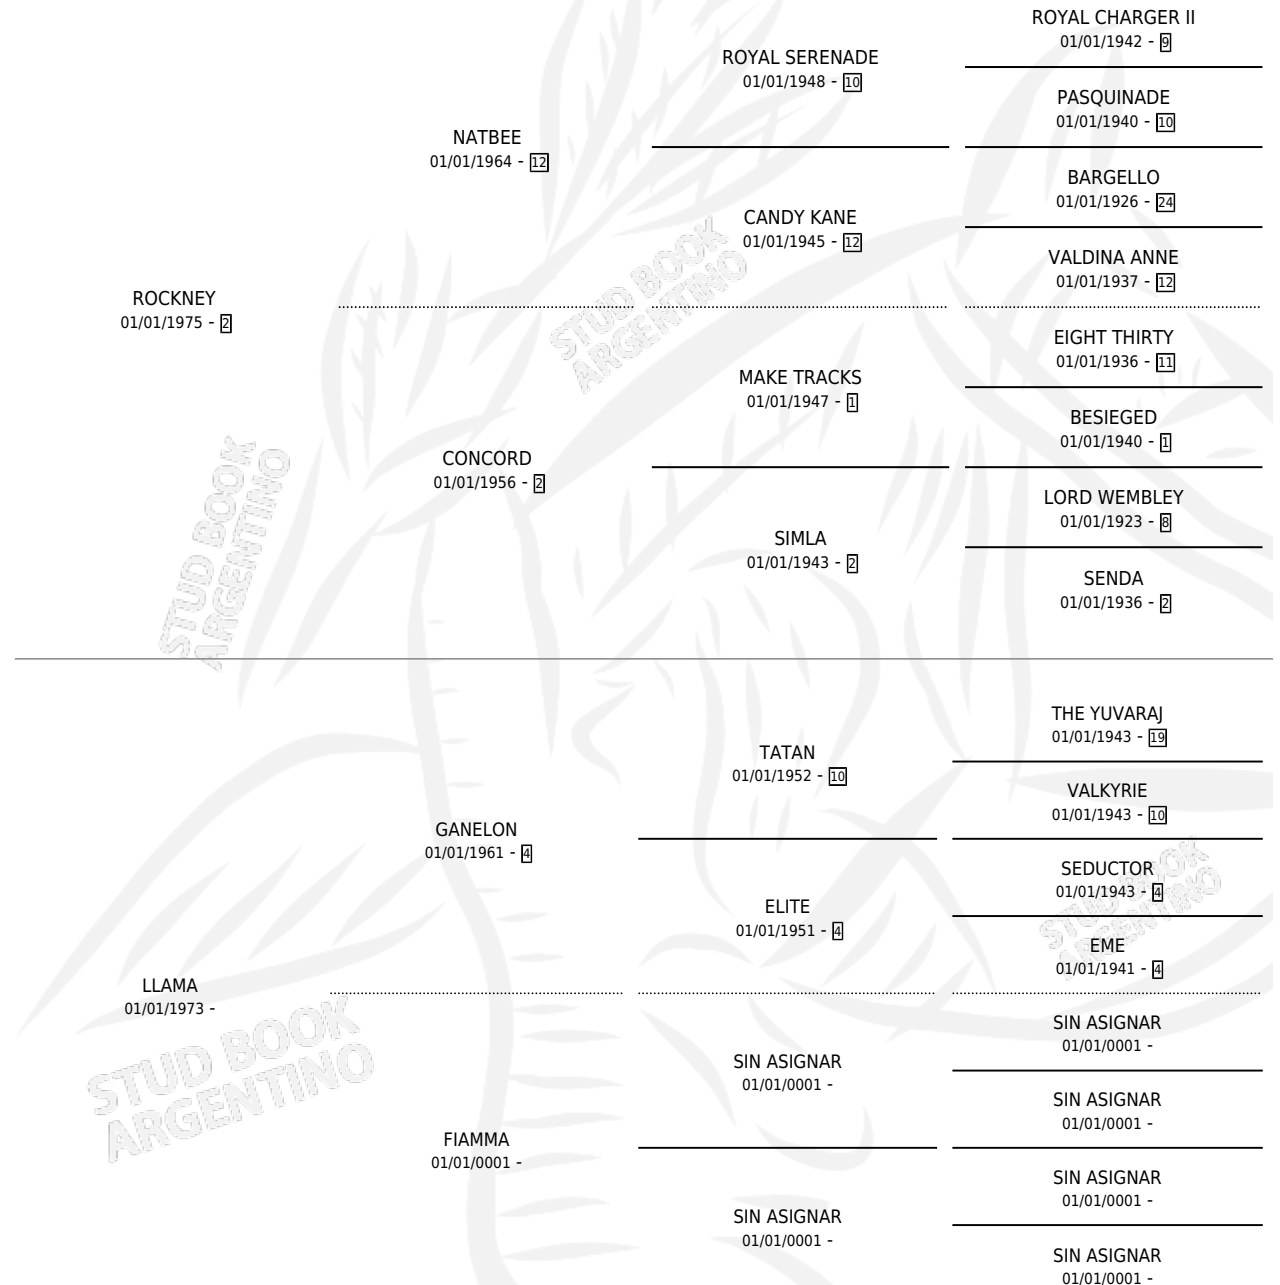 ROYAL CHARGER II
01/01/1942 - 9
ROYAL SERENADE
01/01/1948 - 10
PASQUINADE
01/01/1940 - 10
NATBEE
01/01/1964 - 12
BARGELLO
01/01/1926 - 24
CANDY KANE
01/01/1945 - 12
VALDINA ANNE
01/01/1937 - 12
ROCKNEY
01/01/1975 - 2
EIGHT THIRTY
01/01/1936 - 11
MAKE TRACKS
01/01/1947 - 1
BESIEGED
01/01/1940 - 1
CONCORD
01/01/1956 - 2
LORD WEMBLEY
01/01/1923 - 8
SIMLA
01/01/1943 - 2
SENDA
01/01/1936 - 2
THE YUVARAJ
01/01/1943 - 19
TATAN
01/01/1952 - 10
VALKYRIE
01/01/1943 - 10
GANELON
01/01/1961 - 4
SEDUCTOR
01/01/1943 - 4
ELITE
01/01/1951 - 4
EME
01/01/1941 - 4
LLAMA
01/01/1973 -
SIN ASIGNAR
01/01/0001 -
SIN ASIGNAR
01/01/0001 -
SIN ASIGNAR
01/01/0001 -
FIAMMA
01/01/0001 -
SIN ASIGNAR
01/01/0001 -
SIN ASIGNAR
01/01/0001 -
SIN ASIGNAR
01/01/0001 -
STUD BOOK
ARGENTINO
STUD BOOK
ARGENTINO
STUD BOOK
ARGENTINO
STUD BOOK
ARGENTINO